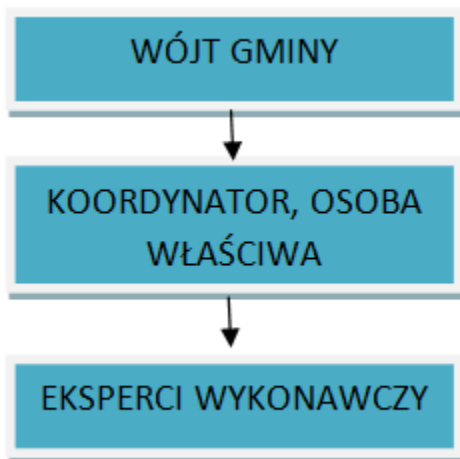 WÓJT GMINY
KOORDYNATOR, OSOBA
WŁAŚCIWA
EKSPERCI WYKONAWCZY